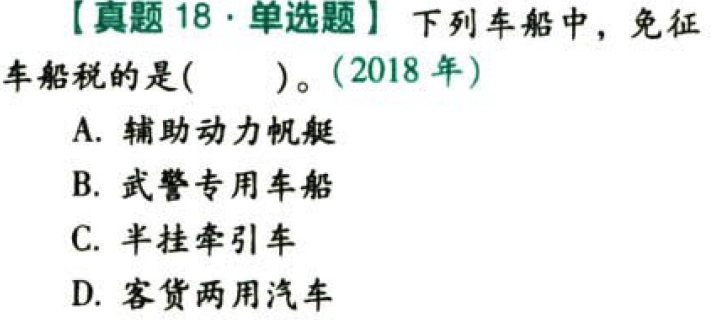 【真题 18·单选题】 下列车船中，免征
车船税的是(  )。(2018 年)
A. 辅助动力帆艇
B. 武警专用车船
C. 半挂牵引车
D. 客货两用汽车